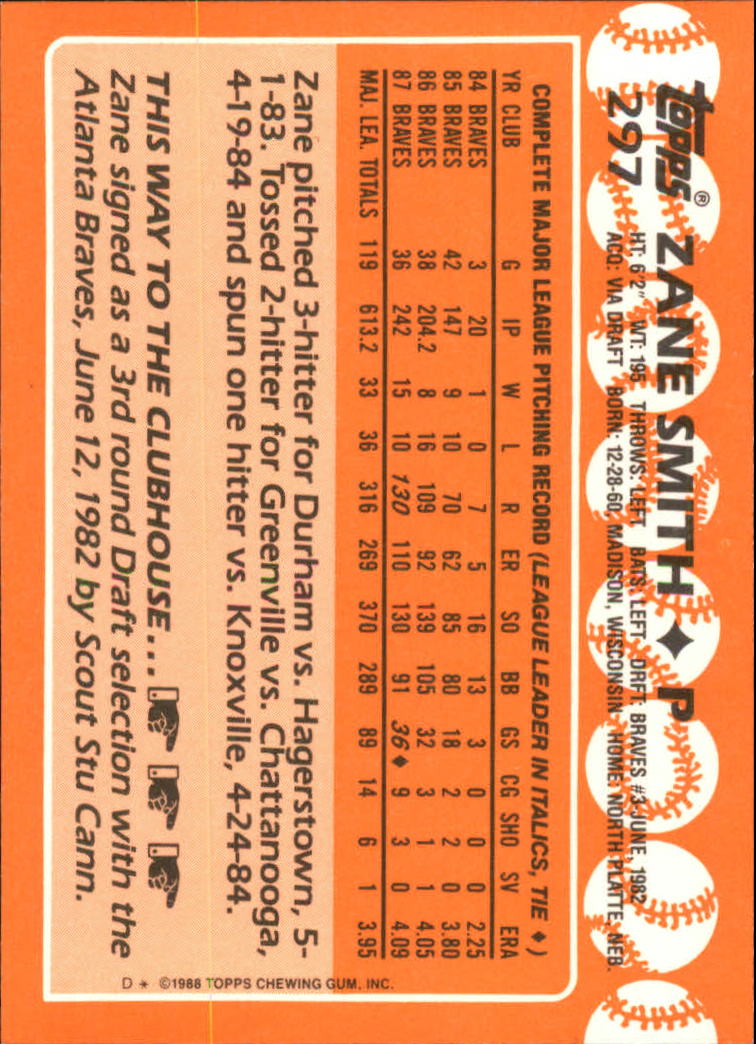 topps® ZANE SMITH ♦ P
297 HT: 6'2" WT: 195 THROWS: LEFT BATS: LEFT DRFT: BRAVES #3-JUNE, 1982
ACQ: VIA DRAFT BORN: 12-28-60, MADISON, WISCONSIN HOME: NORTH PLATTE, NEB.
COMPLETE MAJOR LEAGUE PITCHING RECORD (LEAGUE LEADER IN ITALICS, TIE ♦)
YR CLUB G IP W L R ER SO BB GS CG SHO SV ERA
84 BRAVES 3 20 1 0 7 5 16 13 3 0 0 0 2.25
85 BRAVES 42 147 9 10 70 62 85 80 18 2 2 0 3.80
86 BRAVES 38 204.2 8 16 109 92 139 105 32 3 1 1 4.05
87 BRAVES 36 242 15 10 130 110 130 91 36♦ 9 3 0 4.09
MAJ. LEA. TOTALS 119 613.2 33 36 316 269 370 289 89 14 6 1 3.95
Zane pitched 3-hitter for Durham vs. Hagerstown, 5-
1-83. Tossed 2-hitter for Greenville vs. Chattanooga,
4-19-84 and spun one hitter vs. Knoxville, 4-24-84.
THIS WAY TO THE CLUBHOUSE...
Zane signed as a 3rd round Draft selection with the
Atlanta Braves, June 12, 1982 by Scout Stu Cann.
D * ©1988 TOPPS CHEWING GUM, INC.